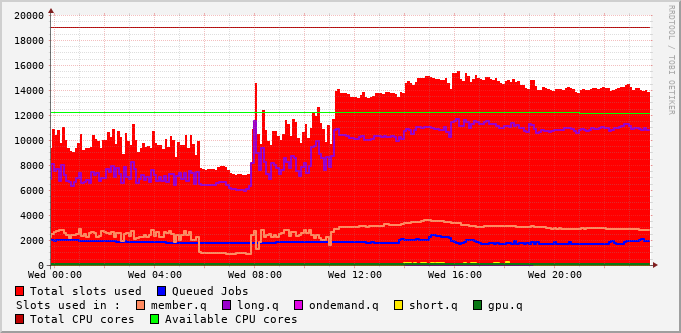 20000
18000
16000
14000
12000
10000
8000
6000
4000
2000
0
Wed 00:00 Wed 04:00 Wed 08:00 Wed 12:00 Wed 16:00 Wed 20:00
RRDTOOL / TOBI OETIKER
Total slots used Queued Jobs
Slots used in : member.q long.q ondemand.q short.q gpu.q
Total CPU cores Available CPU cores